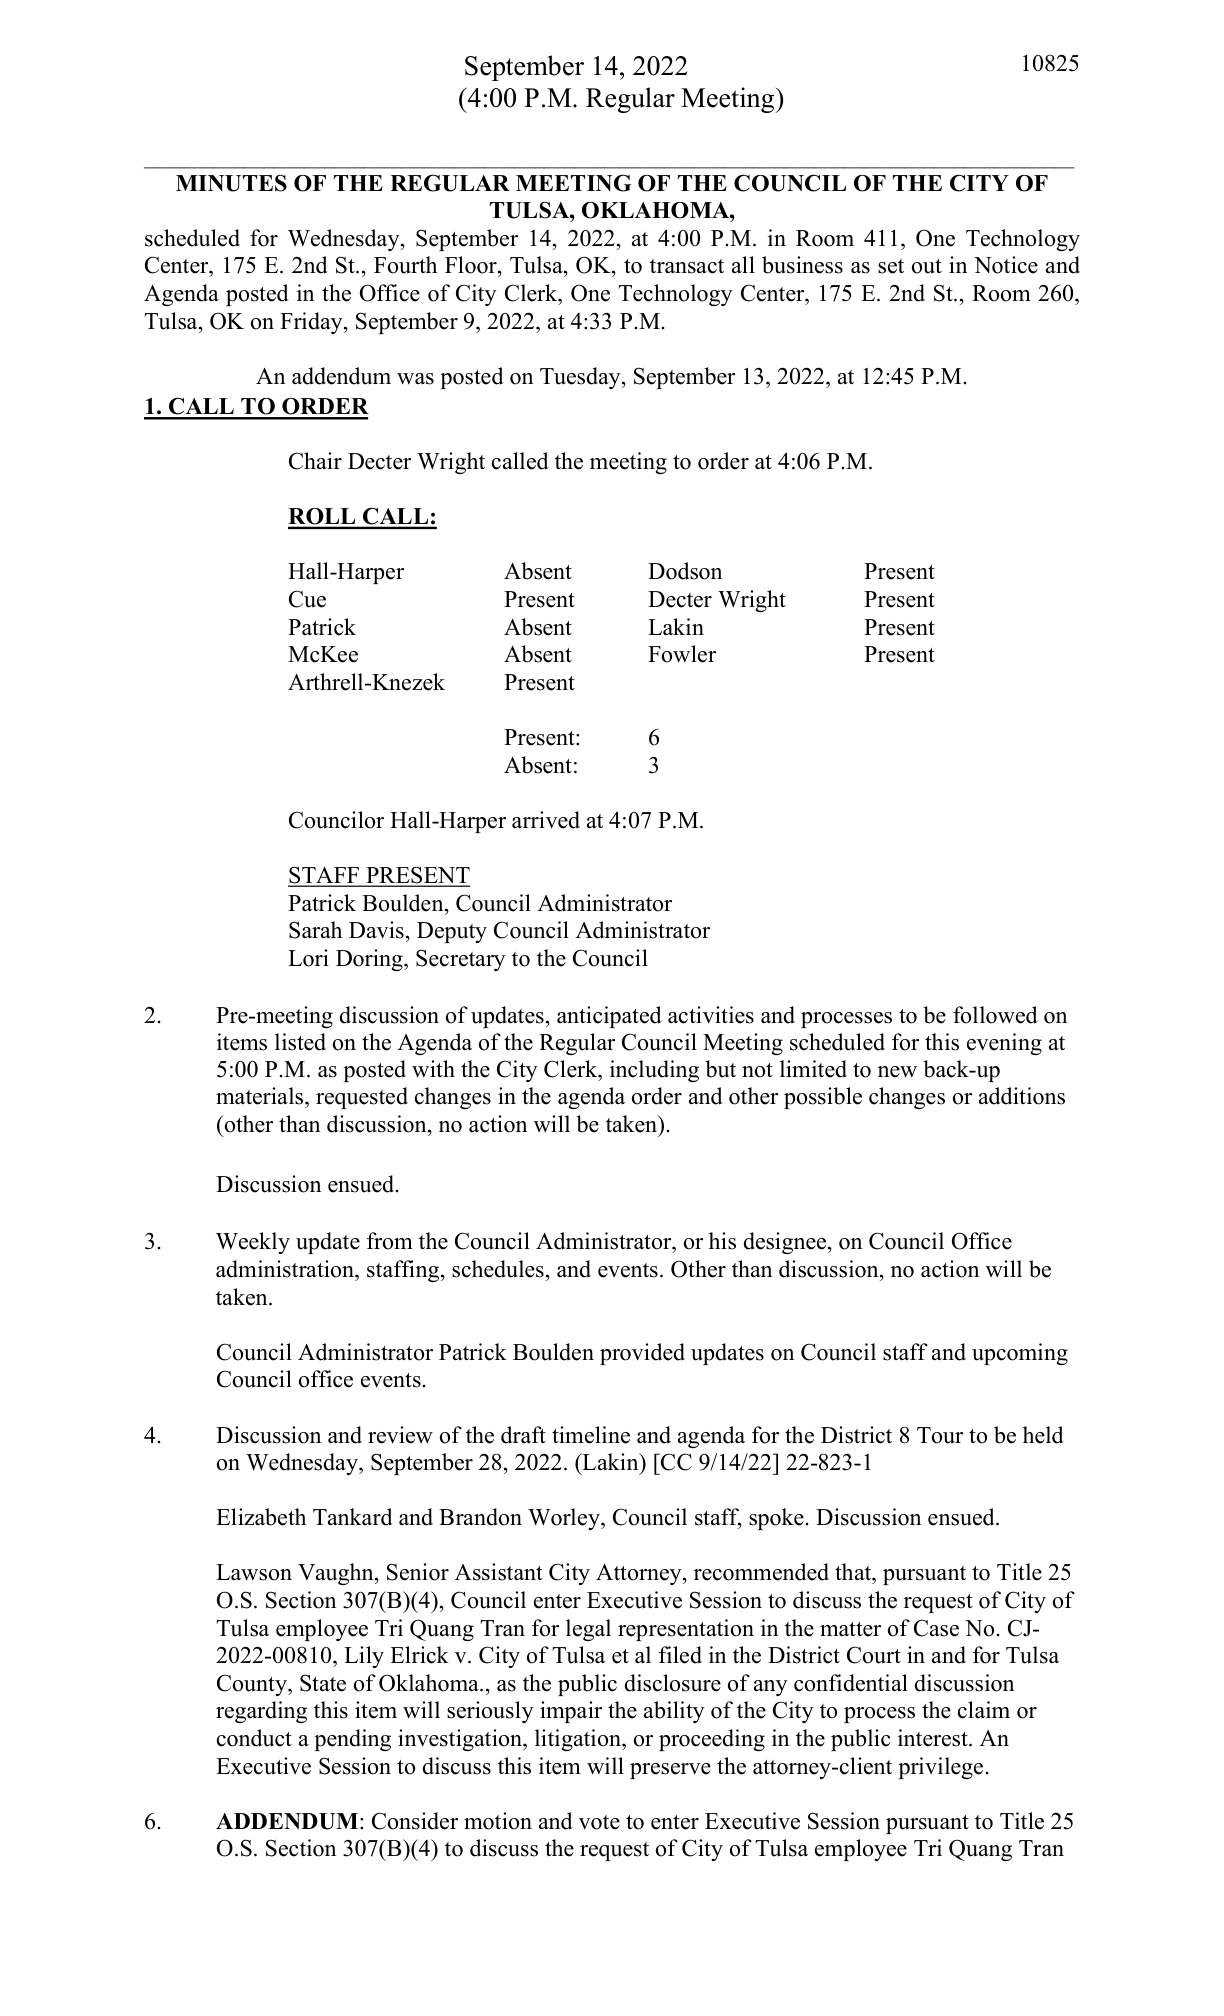 September 14, 2022
10825
(4:00 P.M. Regular Meeting)
MINUTES OF THE REGULAR MEETING OF THE COUNCIL OF THE CITY OF
TULSA, OKLAHOMA,
scheduled for Wednesday, September 14, 2022, at 4:00 P.M. in Room 411, One Technology
Center, 175 E. 2nd St., Fourth Floor, Tulsa, OK, to transact all business as set out in Notice and
Agenda posted in the Office of City Clerk, One Technology Center, 175 E. 2nd St., Room 260,
Tulsa, OK on Friday, September 9, 2022, at 4:33 P.M.
An addendum was posted on Tuesday, September 13, 2022, at 12:45 P.M.
1. CALL TO ORDER
Chair Decter Wright called the meeting to order at 4:06 P.M.
ROLL CALL:
Hall-Harper Absent Dodson Present
Cue Present Decter Wright Present
Patrick Absent Lakin Present
McKee Absent Fowler Present
Arthrell-Knezek Present
Present: 6
Absent: 3
Councilor Hall-Harper arrived at 4:07 P.M.
STAFF PRESENT
Patrick Boulden, Council Administrator
Sarah Davis, Deputy Council Administrator
Lori Doring, Secretary to the Council
2. Pre-meeting discussion of updates, anticipated activities and processes to be followed on
items listed on the Agenda of the Regular Council Meeting scheduled for this evening at
5:00 P.M. as posted with the City Clerk, including but not limited to new back-up
materials, requested changes in the agenda order and other possible changes or additions
(other than discussion, no action will be taken).
Discussion ensued.
3. Weekly update from the Council Administrator, or his designee, on Council Office
administration, staffing, schedules, and events. Other than discussion, no action will be
taken.
Council Administrator Patrick Boulden provided updates on Council staff and upcoming
Council office events.
4. Discussion and review of the draft timeline and agenda for the District 8 Tour to be held
on Wednesday, September 28, 2022. (Lakin) [CC 9/14/22] 22-823-1
Elizabeth Tankard and Brandon Worley, Council staff, spoke. Discussion ensued.
Lawson Vaughn, Senior Assistant City Attorney, recommended that, pursuant to Title 25
O.S. Section 307(B)(4), Council enter Executive Session to discuss the request of City of
Tulsa employee Tri Quang Tran for legal representation in the matter of Case No. CJ-
2022-00810, Lily Elrick v. City of Tulsa et al filed in the District Court in and for Tulsa
County, State of Oklahoma., as the public disclosure of any confidential discussion
regarding this item will seriously impair the ability of the City to process the claim or
conduct a pending investigation, litigation, or proceeding in the public interest. An
Executive Session to discuss this item will preserve the attorney-client privilege.
6. ADDENDUM: Consider motion and vote to enter Executive Session pursuant to Title 25
O.S. Section 307(B)(4) to discuss the request of City of Tulsa employee Tri Quang Tran